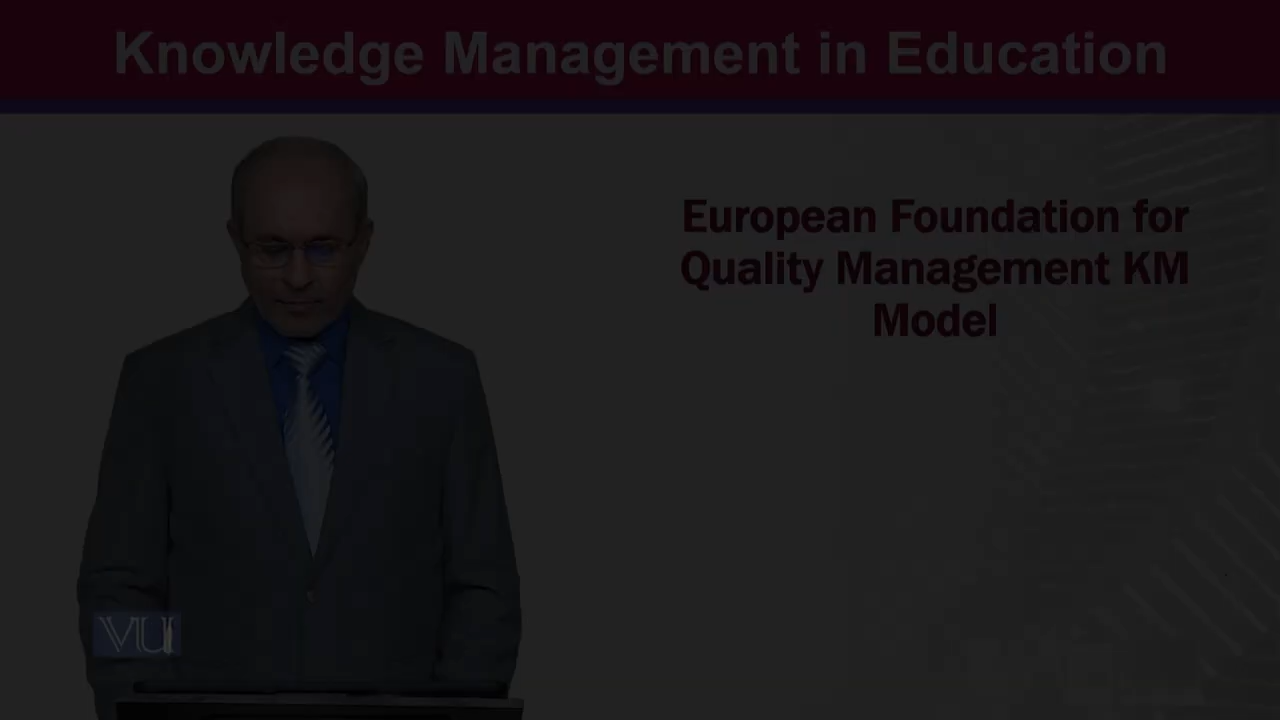 Knowledge Management in Education
European Foundation for
Quality Management KM
Model
VU